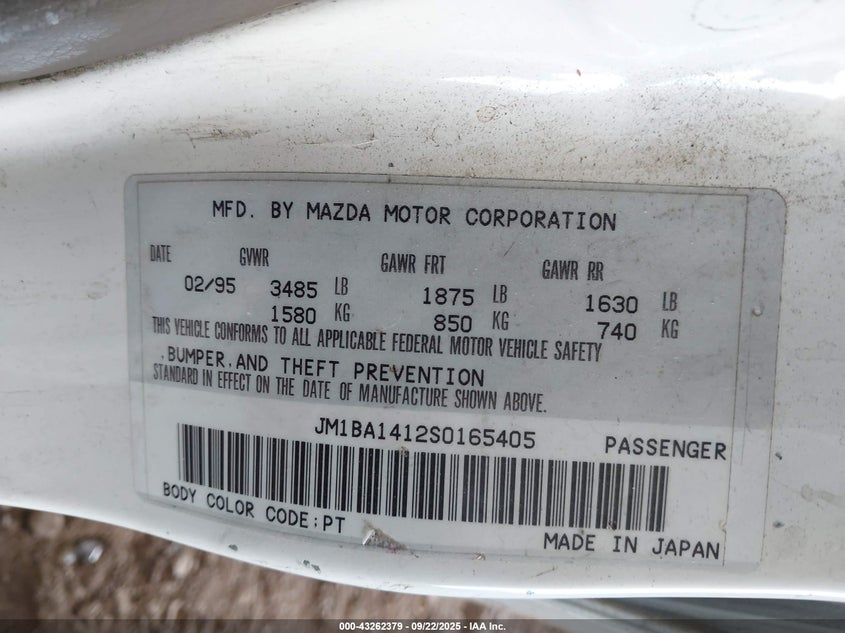 MFD. BY MAZDA MOTOR CORPORATION
DATE GVWR GAWR FRT GAWR RR
02/95 3485 LB 1875 LB 1630 LB
1580 KG 850 KG 740 KG
THIS VEHICLE CONFORMS TO ALL APPLICABLE FEDERAL MOTOR VEHICLE SAFETY
,BUMPER,AND THEFT PREVENTION
STANDARD IN EFFECT ON THE DATE OF MANUFACTURE SHOWN ABOVE.
JM1BA1412S0165405 PASSENGER
BODY COLOR CODE:PT
MADE IN JAPAN
000-43262379 - 09/22/2025 - IAA Inc.